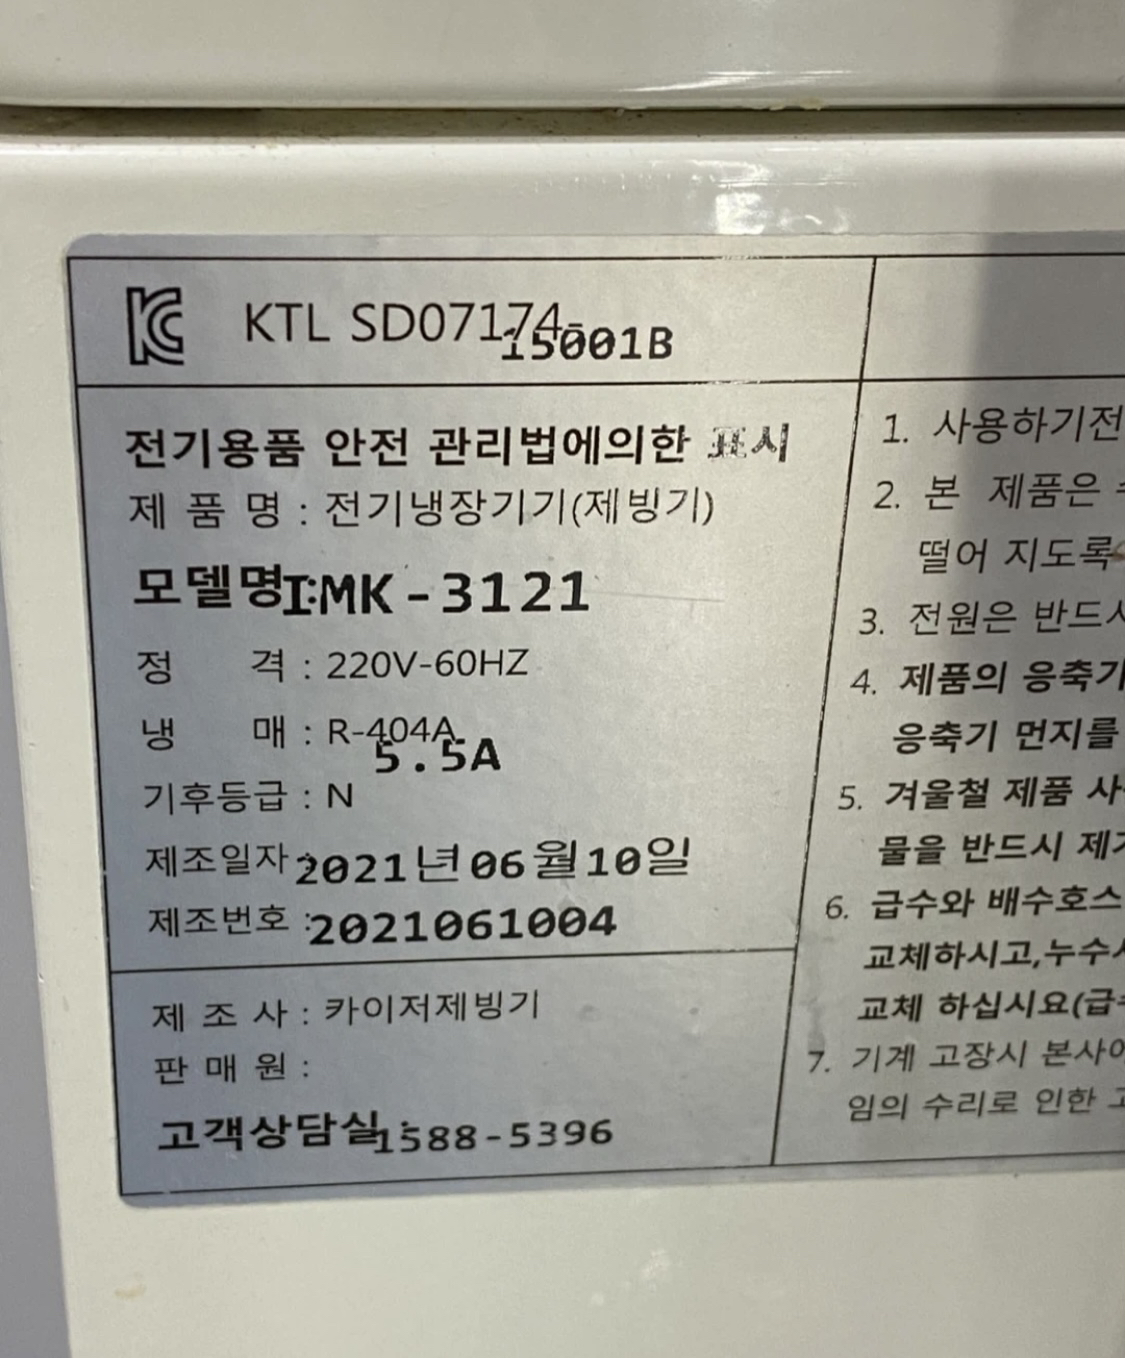 KC KTL SD07174-15001B
전기용품 안전 관리법에의한 표시
제 품 명 : 전기냉장기기(제빙기)
모델명 : IMK-3121
정 격 : 220V-60HZ
냉 매 : R-404A
5.5A
기후등급 : N
제조일자 : 2021년06월10일
제조번호 : 2021061004
제 조 사 : 카이저제빙기
판 매 원 :
고객상담실 : 1588-5396
1. 사용하기전
2. 본 제품은
떨어 지도록
3. 전원은 반드시
4. 제품의 응축기
응축기 먼지를
5. 겨울철 제품 사
물을 반드시 제거
6. 급수와 배수호스
교체하시고,누수
교체 하십시요(급
7. 기계 고장시 본사
임의 수리로 인한